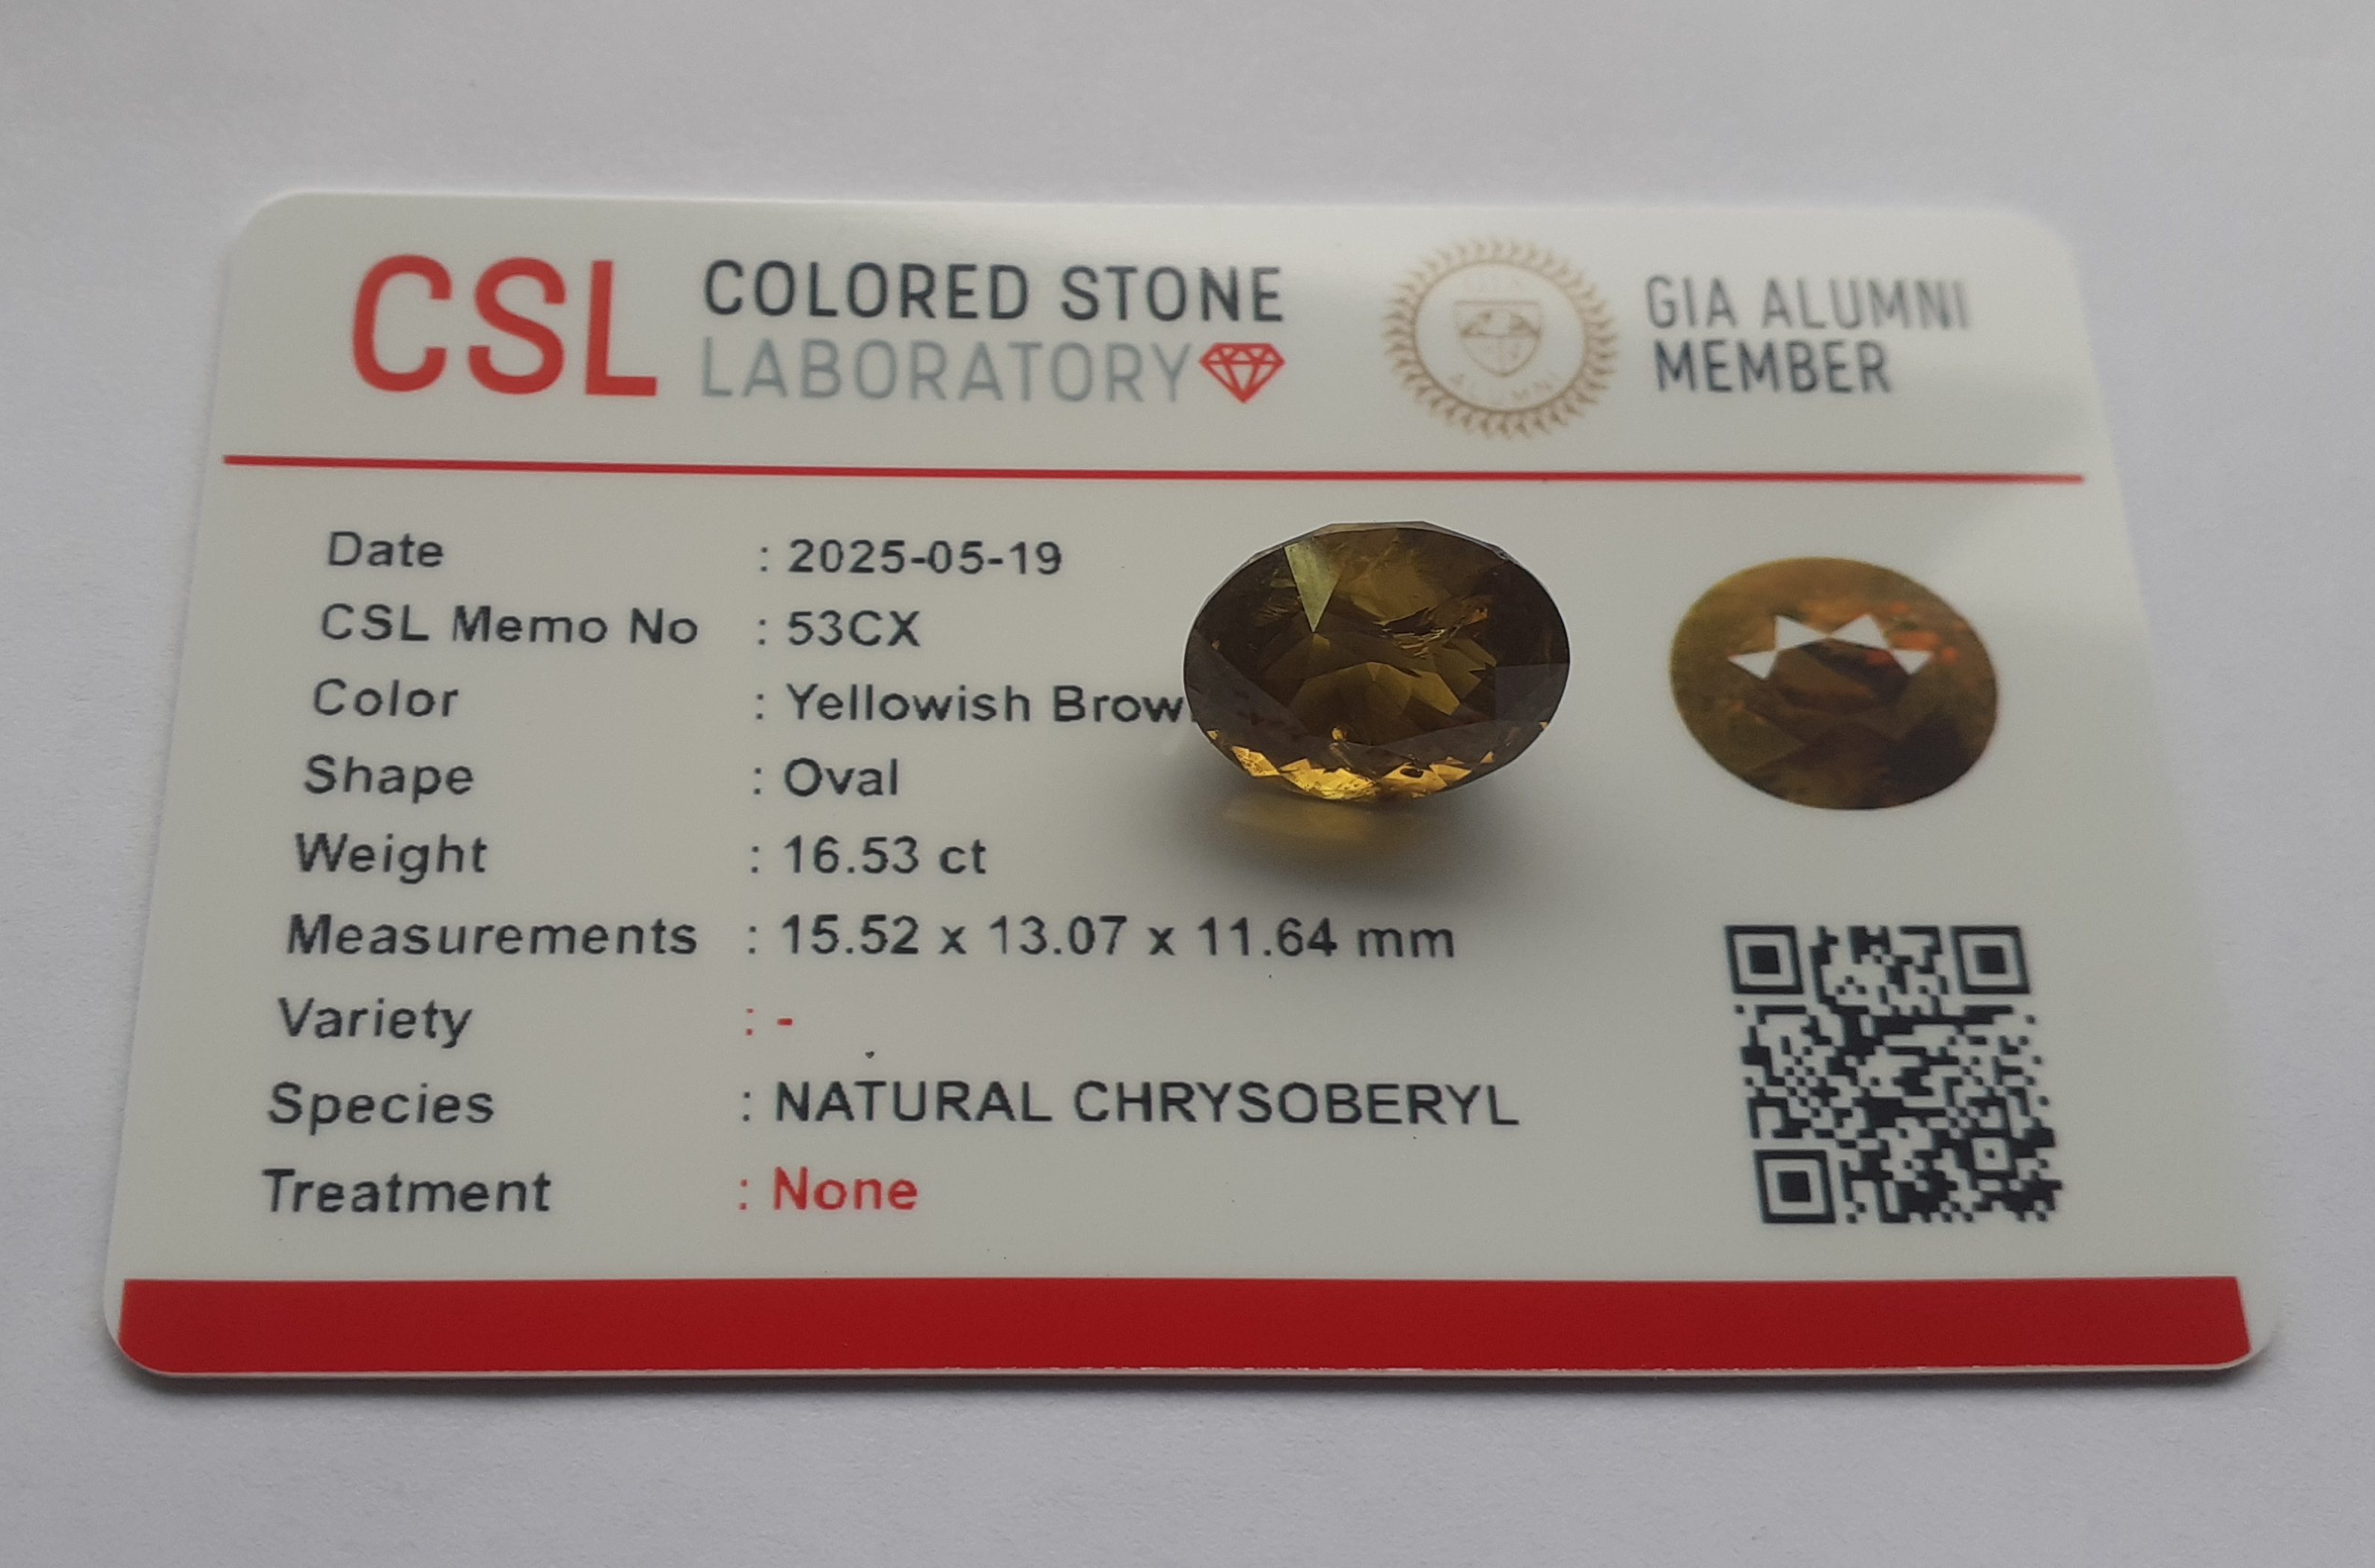 CSL COLORED STONE
LABORATORY
GIA ALUMNI
MEMBER
ALUMNI
Date : 2025-05-19
CSL Memo No : 53CX
Color : Yellowish Brow
Shape : Oval
Weight : 16.53 ct
Measurements : 15.52 x 13.07 x 11.64 mm
Variety : -
Species : NATURAL CHRYSOBERYL
Treatment : None